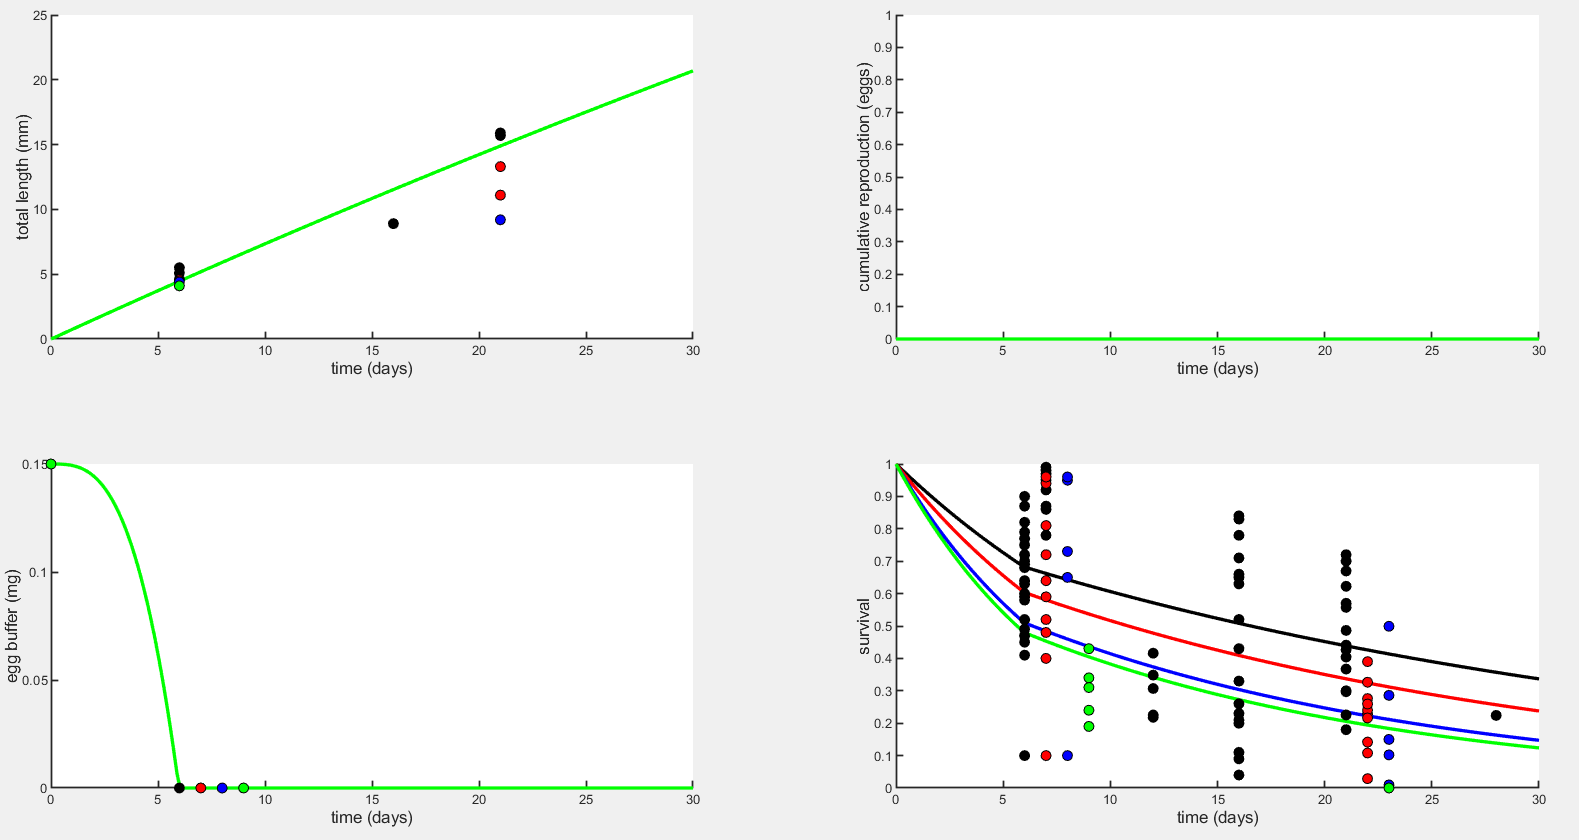 25
20
15
10
5
0
total length (mm)
0 5 10 15 20 25 30
time (days)
1
0.9
0.8
0.7
0.6
0.5
0.4
0.3
0.2
0.1
0
cumulative reproduction (eggs)
0 5 10 15 20 25 30
time (days)
0.15
0.1
0.05
0
egg buffer (mg)
0 5 10 15 20 25 30
time (days)
1
0.9
0.8
0.7
0.6
0.5
0.4
0.3
0.2
0.1
0
survival
0 5 10 15 20 25 30
time (days)